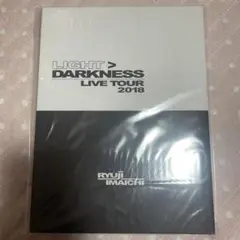 LIGHT >
DARKNESS
LIVE TOUR
2018
RYUJI
IMAICHI